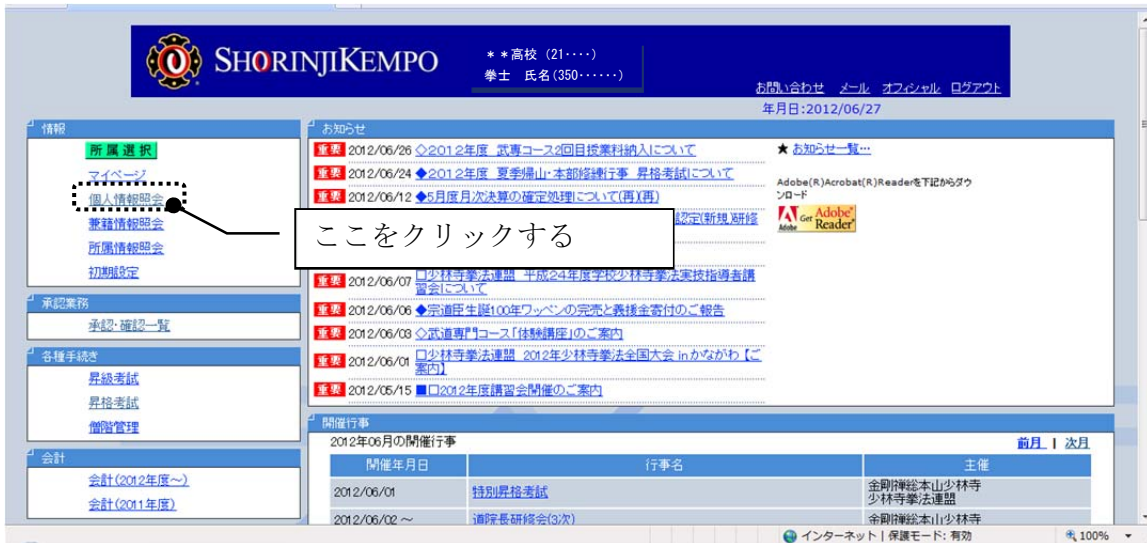 SHORINJIKEMPO
＊＊高校（21‥‥）
拳士　氏名(350‥‥‥)
お問い合わせ　メール　オフィシャル　ログアウト
年月日:2012/06/27
情報
所属選択
マイページ
個人情報照会
兼籍情報照会
所属情報照会
初期設定
承認業務
承認・確認一覧
各種手続き
昇級考試
昇格考試
僧階管理
会計
会計(2012年度～)
会計(2011年度)
ここをクリックする
お知らせ
重要 2012/06/26 ◇2012年度 武専コース2回目授業料納入について
重要 2012/06/24 ◆2012年度 夏季帰山・本部修練行事 昇格考試について
重要 2012/06/12 ◆5月度月次決算の確定処理について(再)(再)
認定(新規)研修
重要 2012/06/07 □少林寺拳法連盟 平成24年度学校少林寺拳法実技指導者講
習会について
重要 2012/06/06 ◆宗道臣生誕100年ワッペンの完売と義援金寄付のご報告
重要 2012/06/03 ◇武道専門コース「体験講座」のご案内
重要 2012/06/01 □少林寺拳法連盟 2012年少林寺拳法全国大会 inかながわ【ご
案内】
重要 2012/05/15 ■□2012年度講習会開催のご案内
★ お知らせ一覧…
Adobe(R)Acrobat(R)Readerを下記からダウ
ンロード
Get Adobe
Adobe Reader
開催行事
2012年06月の開催行事
前月 | 次月
開催年月日 行事名 主催
2012/06/01 特別昇格考試 金剛禅総本山少林寺
少林寺拳法連盟
2012/06/02 ～ 道院長研修会(3次) 金剛禅総本山少林寺
インターネット | 保護モード: 有効 100%